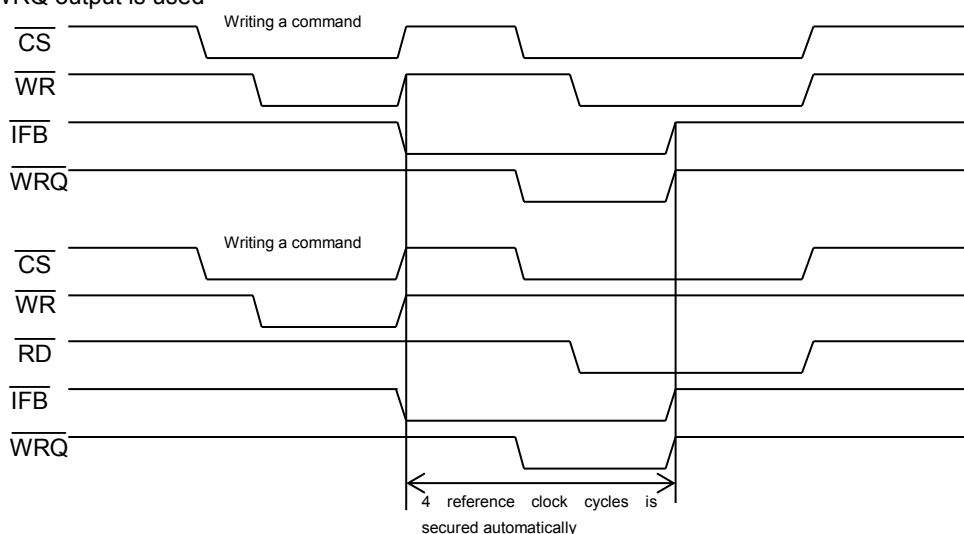 WRQ output is used
Writing a command
CS
WR
IFB
WRQ
Writing a command
CS
WR
RD
IFB
WRQ
4 reference clock cycles is
secured automatically